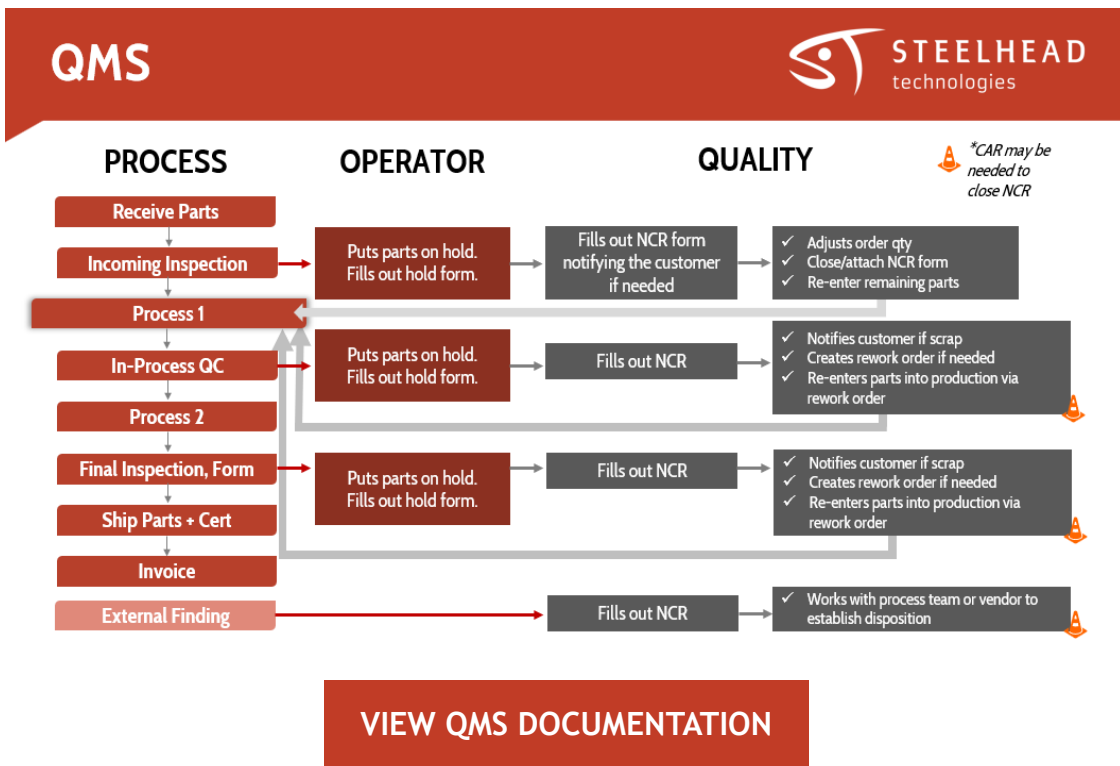 QMS
STEELHEAD
technologies
PROCESS
OPERATOR
QUALITY
*CAR may be
needed to
close NCR
Receive Parts
Incoming Inspection
Puts parts on hold.
Fills out hold form.
Fills out NCR form
notifying the customer
if needed
✓ Adjusts order qty
✓ Close/attach NCR form
✓ Re-enter remaining parts
Process 1
In-Process QC
Puts parts on hold.
Fills out hold form.
Fills out NCR
✓ Notifies customer if scrap
✓ Creates rework order if needed
✓ Re-enters parts into production via
rework order
Process 2
Final Inspection, Form
Puts parts on hold.
Fills out hold form.
Fills out NCR
✓ Notifies customer if scrap
✓ Creates rework order if needed
✓ Re-enters parts into production via
rework order
Ship Parts + Cert
Invoice
External Finding
Fills out NCR
✓ Works with process team or vendor to
establish disposition
VIEW QMS DOCUMENTATION